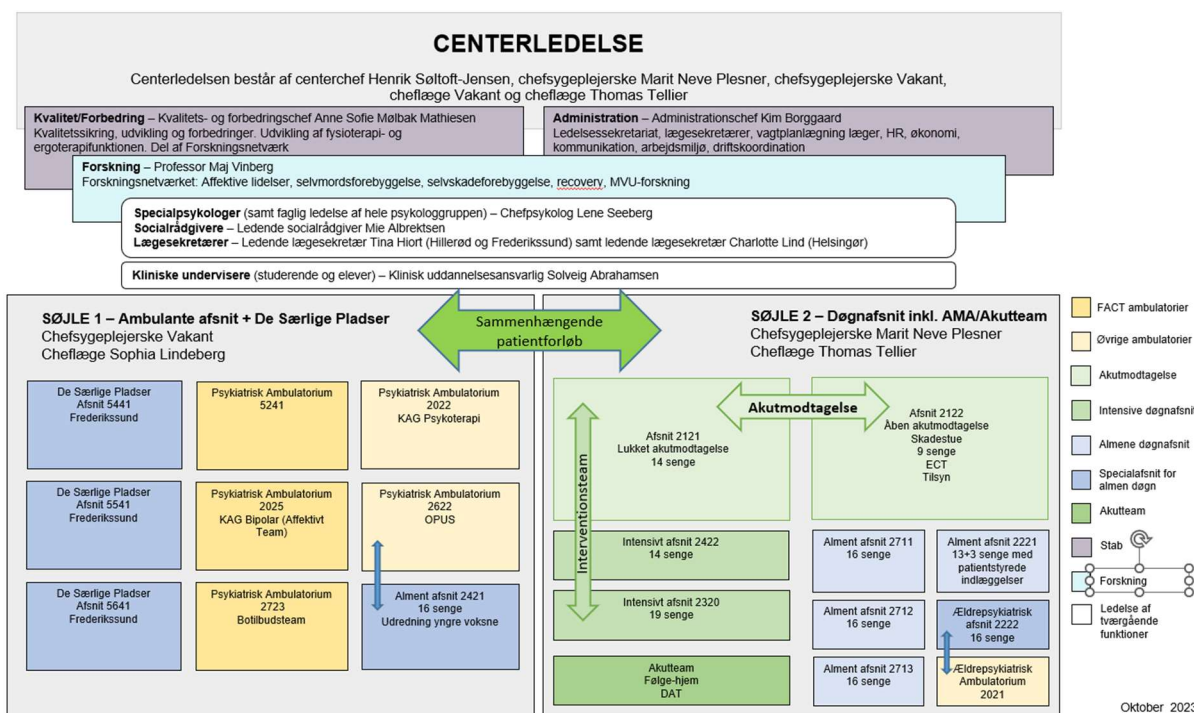 CENTERLEDELSE
Centerledelsen består af centerchef Henrik Søltoft-Jensen, chefsygeplejerske Marit Neve Plesner, chefsygeplejerske Vakant,
cheflæge Vakant og cheflæge Thomas Tellier
Kvalitet/Forbedring – Kvalitets- og forbedringschef Anne Sofie Mølbak Mathiesen
Kvalitetssikring, udvikling og forbedringer. Udvikling af fysioterapi- og
ergoterapifunktionen. Del af Forskningsnetværk
Administration – Administrationschef Kim Borggaard
Ledelsessekretariat, lægesekretærer, vagtplanlægning læger, HR, økonomi,
kommunikation, arbejdsmiljø, driftskoordination
Forskning – Professor Maj Vinberg
Forskningsnetværket: Affektive lidelser, selvmordsforebyggelse, selvskadeforebyggelse, recovery, MVU-forskning
Specialpsykologer (samt faglig ledelse af hele psykologgruppen) – Chefpsykolog Lene Seeberg
Socialrådgivere – Ledende socialrådgiver Mie Albrektsen
Lægesekretærer – Ledende lægesekretær Tina Hiort (Hillerød og Frederikssund) samt ledende lægesekretær Charlotte Lind (Helsingør)
Kliniske undervisere (studerende og elever) – Klinisk uddannelsesansvarlig Solveig Abrahamsen
SØJLE 1 – Ambulante afsnit + De Særlige Pladser
Chefsygeplejerske Vakant
Cheflæge Sophia Lindeberg
Sammenhængende
patientforløb
SØJLE 2 – Døgnafsnit inkl. AMA/Akutteam
Chefsygeplejerske Marit Neve Plesner
Cheflæge Thomas Tellier
De Særlige Pladser
Afsnit 5441
Frederikssund
Psykiatrisk Ambulatorium
5241
Psykiatrisk Ambulatorium
2022
KAG Psykoterapi
De Særlige Pladser
Afsnit 5541
Frederikssund
Psykiatrisk Ambulatorium
2025
KAG Bipolar (Affektivt
Team)
Psykiatrisk Ambulatorium
2622
OPUS
De Særlige Pladser
Afsnit 5641
Frederikssund
Psykiatrisk Ambulatorium
2723
Botilbudsteam
Alment afsnit 2421
16 senge
Udredning yngre voksne
Interventionsteam
Afsnit 2121
Lukket akutmodtagelse
14 senge
Akutmodtagelse
Afsnit 2122
Åben akutmodtagelse
Skadestue
9 senge
ECT
Tilsyn
Intensivt afsnit 2422
14 senge
Alment afsnit 2711
16 senge
Alment afsnit 2221
13+3 senge med
patientstyrede
indlæggelser
Intensivt afsnit 2320
19 senge
Alment afsnit 2712
16 senge
Ældrepsykiatrisk
afsnit 2222
16 senge
Akutteam
Følge-hjem
DAT
Alment afsnit 2713
16 senge
Ældrepsykiatrisk
Ambulatorium
2021
FACT ambulatorier
Øvrige ambulatorier
Akutmodtagelse
Intensive døgnafsnit
Almene døgnafsnit
Specialafsnit for
almen døgn
Akutteam
Stab
Forskning
Ledelse af
tværgående
funktioner
Oktober 2023